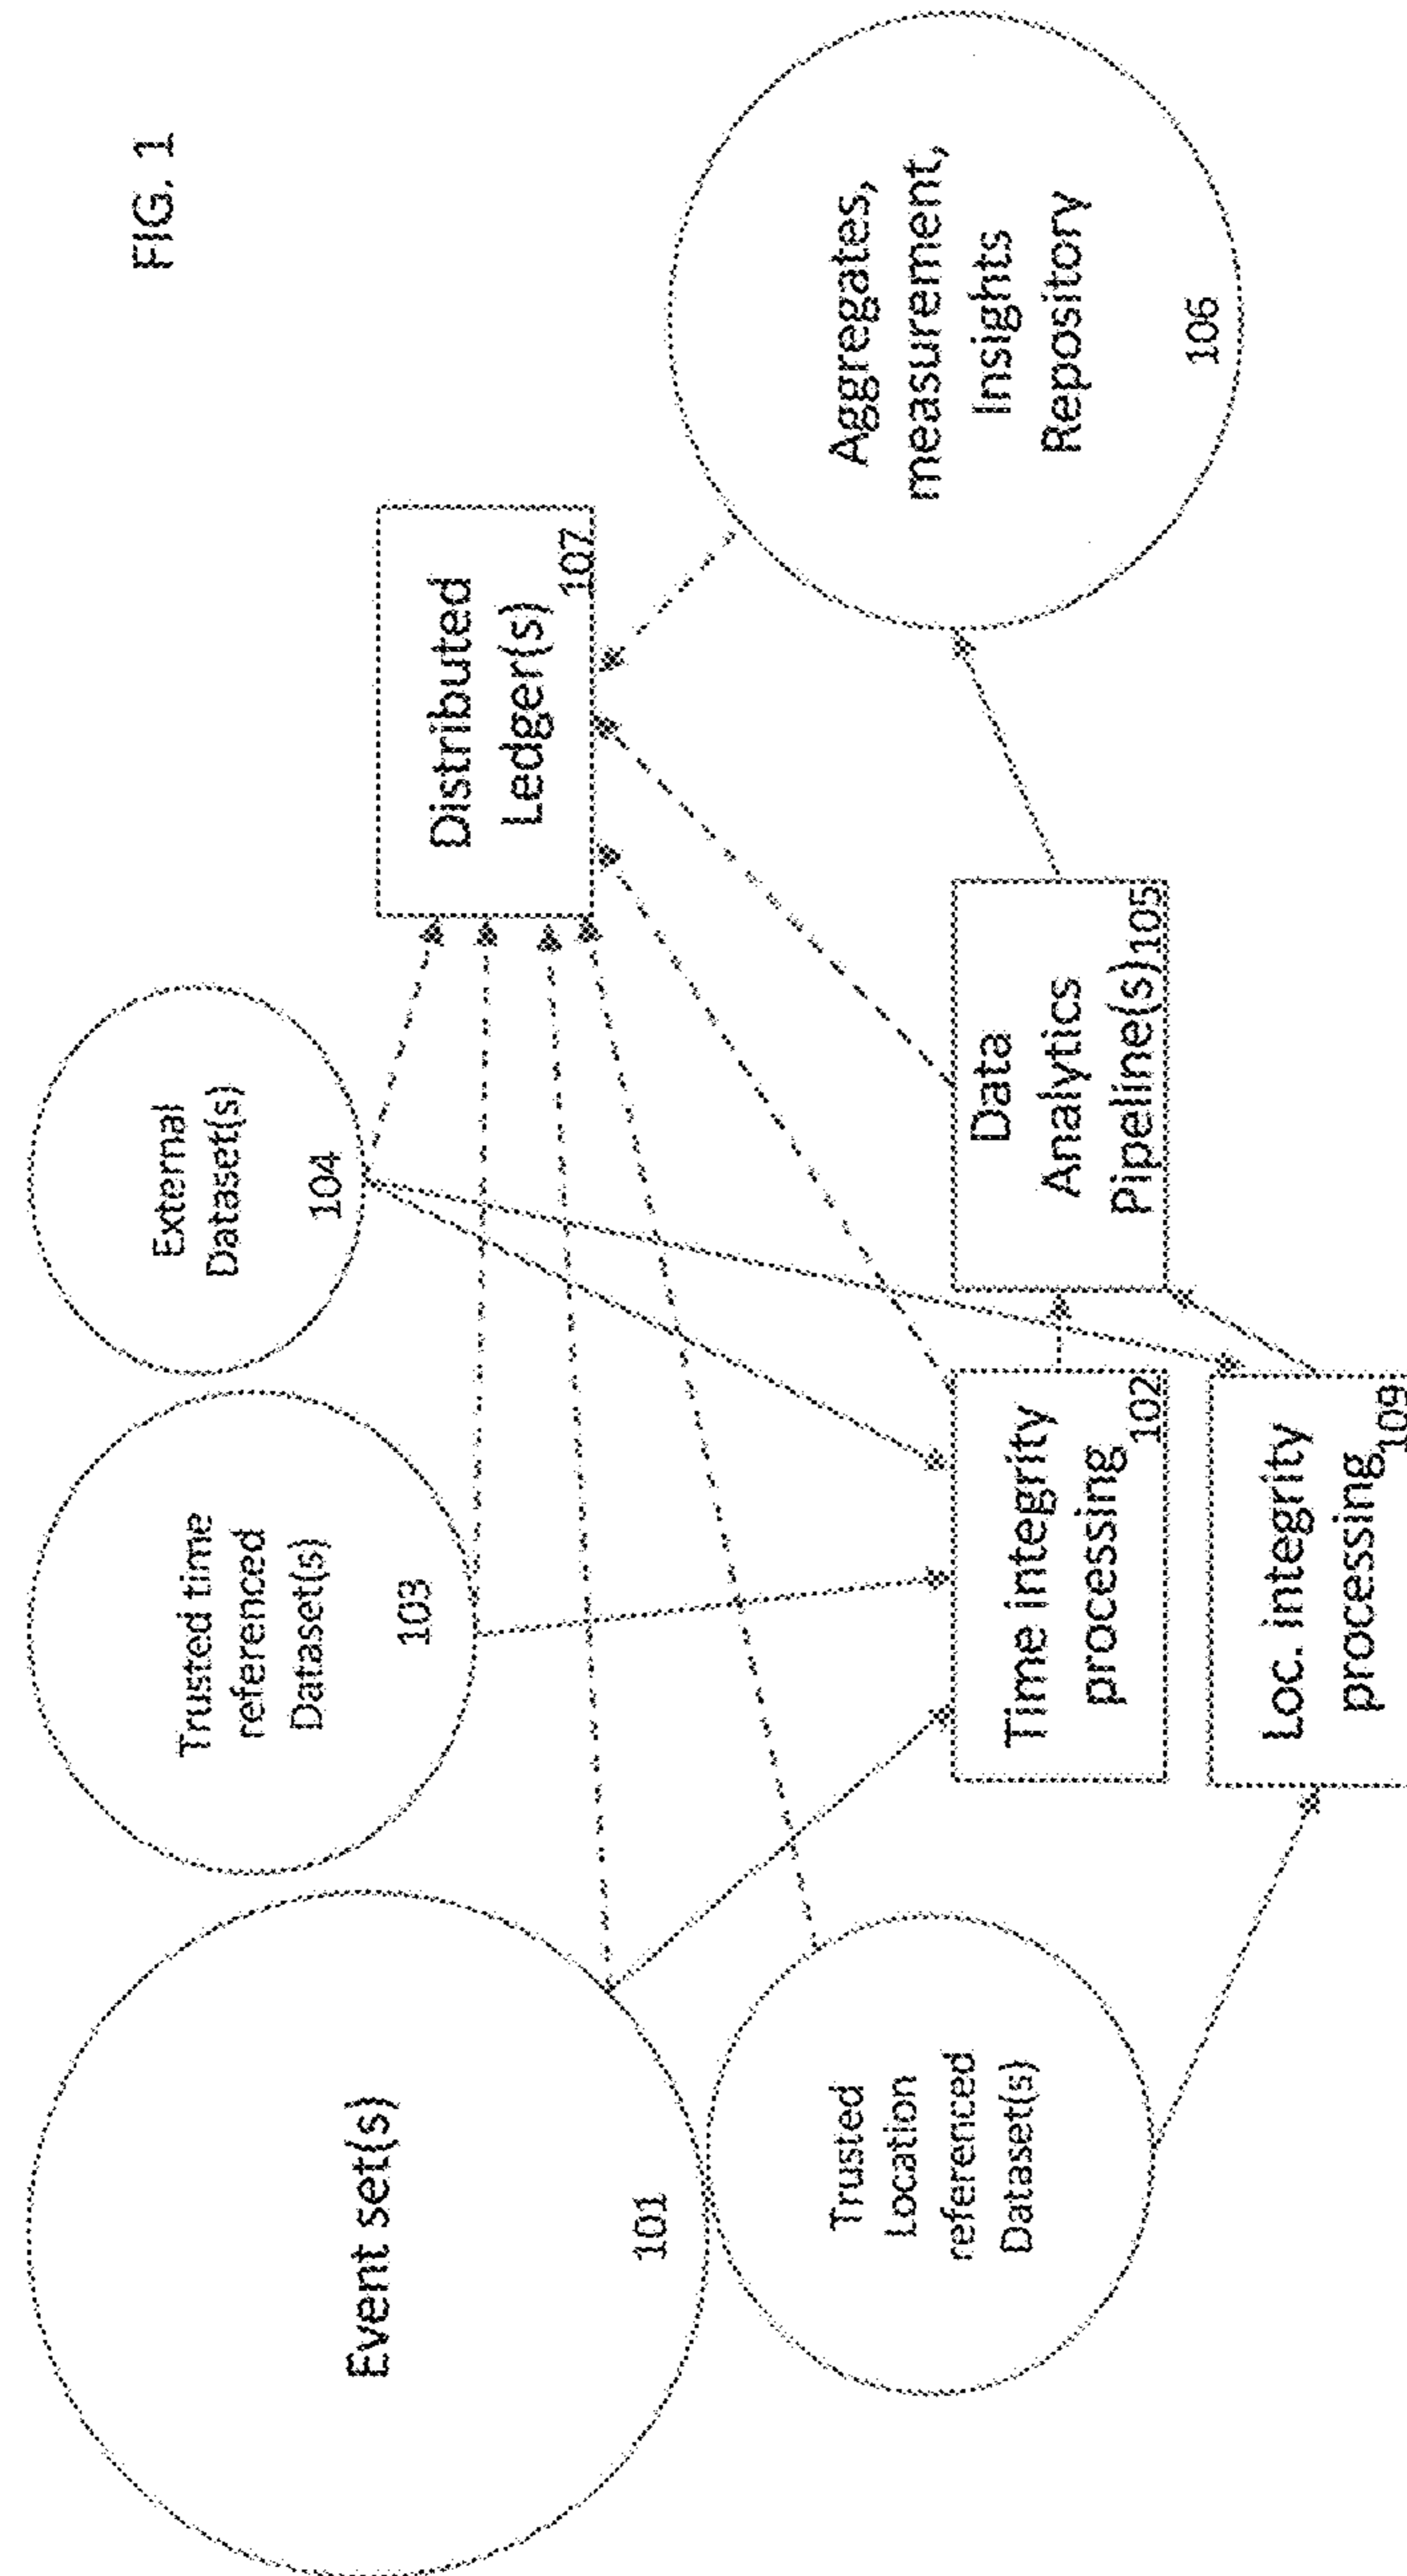 FIG. 1
Event set(s)
101
Trusted time
referenced
Dataset(s)
103
External
Dataset(s)
104
Trusted
Location
referenced
Dataset(s)
Distributed
Ledger(s)
107
Time integrity
processing
102
Loc. integrity
processing
109
Data
Analytics
Pipeline(s)
105
Aggregates,
measurement,
Insights
Repository
106